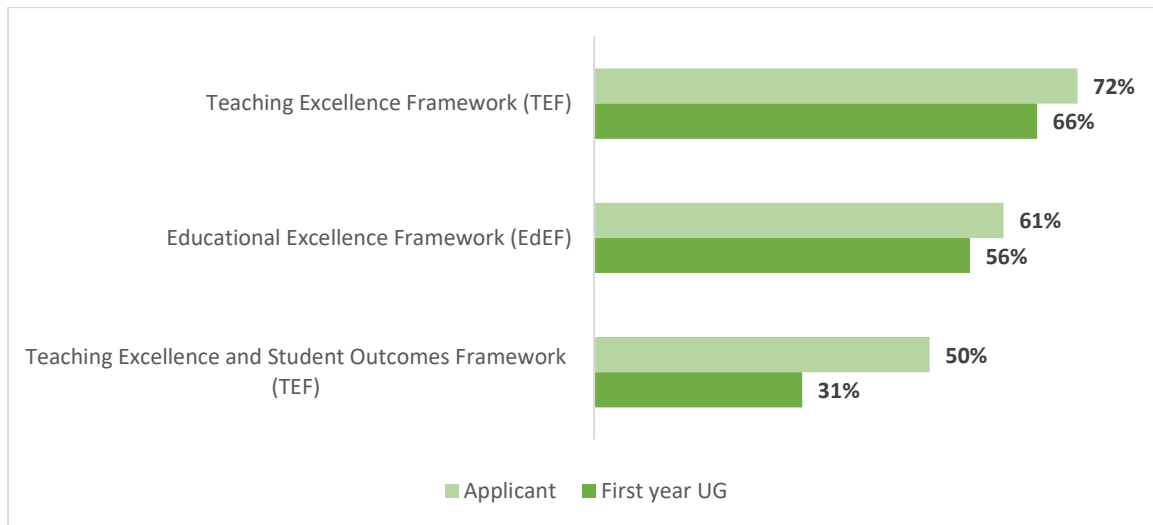 Teaching Excellence Framework (TEF)
72%
66%
Educational Excellence Framework (EdEF)
61%
56%
Teaching Excellence and Student Outcomes Framework
(TEF)
50%
31%
Applicant
First year UG